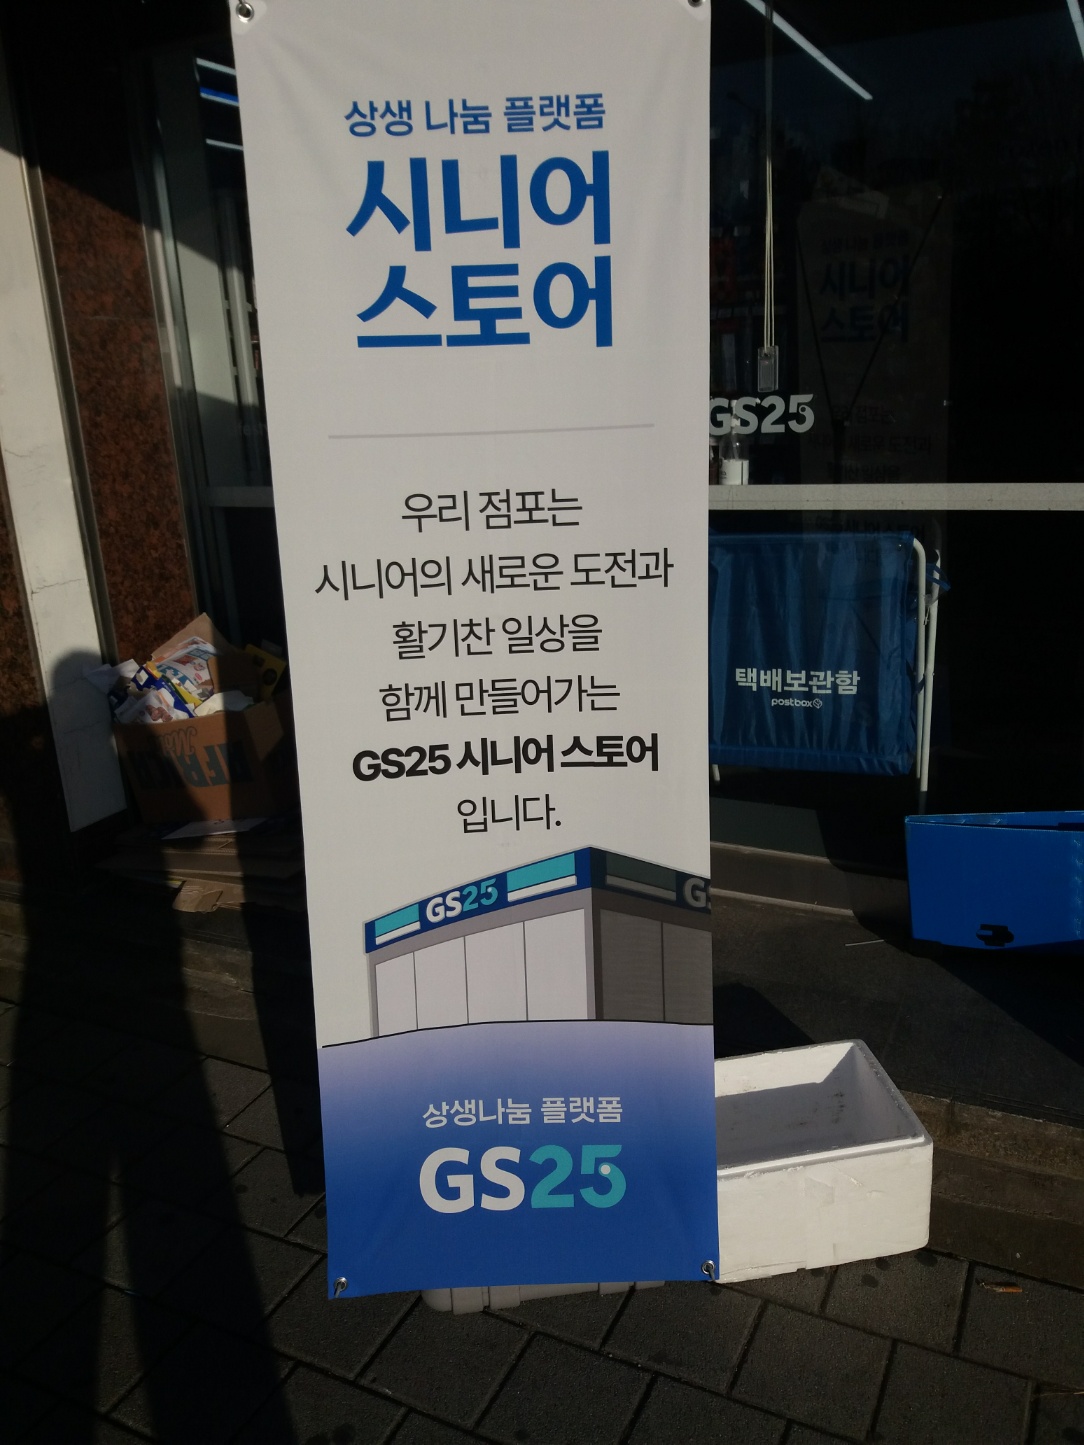 상생 나눔 플랫폼
시니어
스토어
우리 점포는
시니어의 새로운 도전과
활기찬 일상을
함께 만들어가는
GS25 시니어 스토어
입니다.
GS25
GS
상생나눔 플랫폼
GS25
GS25
택배보관함
postbox
시니어
스토어